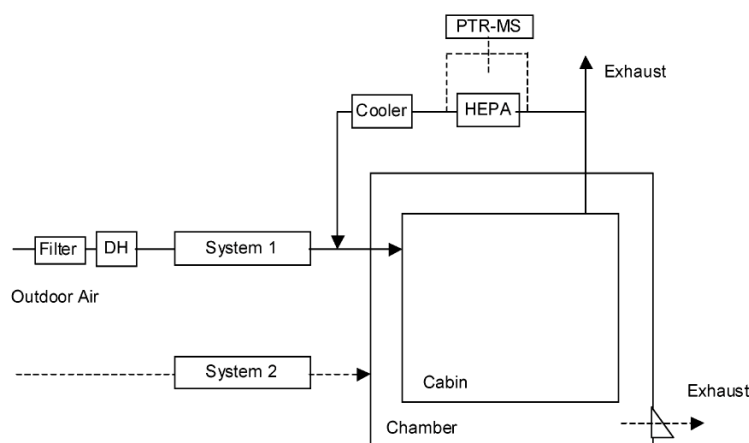 PTR-MS
Exhaust
Cooler
HEPA
Filter
DH
System 1
Outdoor Air
System 2
Cabin
Exhaust
Chamber